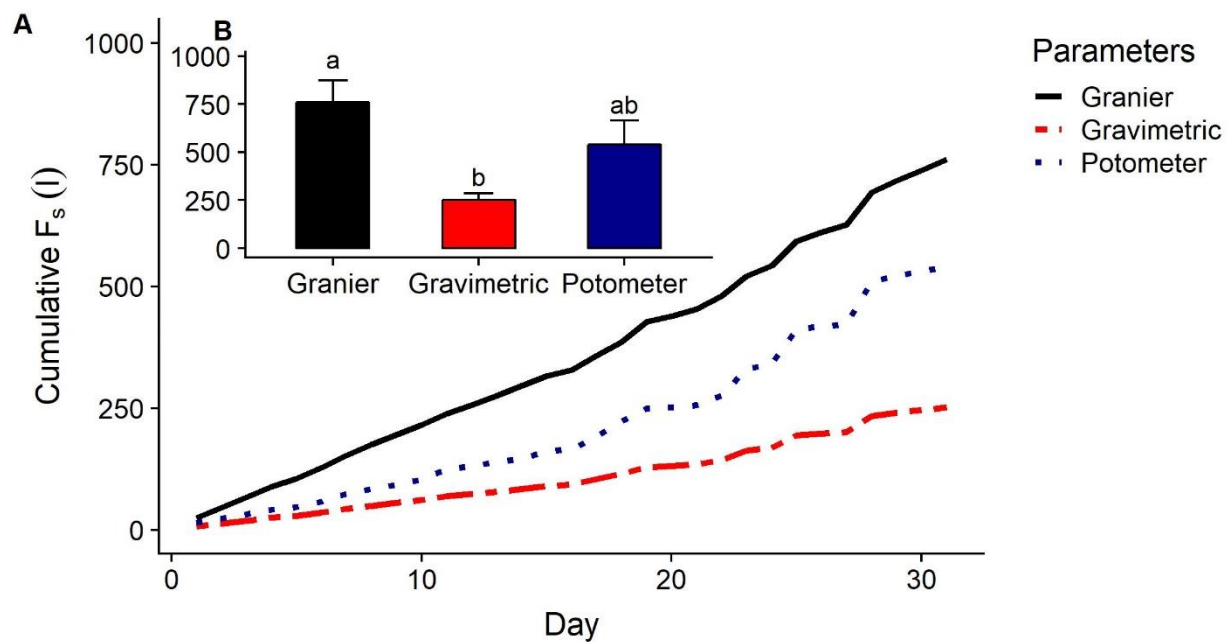 A
B
Cumulative Fs (l)
1000
750
500
250
0
0
10
20
30
Day
1000
750
500
250
0
a
b
ab
Granier
Gravimetric
Potometer
Parameters
Granier
Gravimetric
Potometer